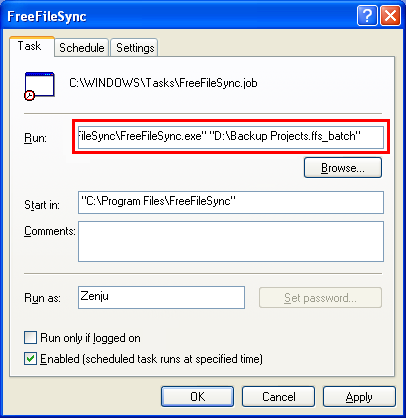 FreeFileSync
Task Schedule Settings
C:\WINDOWS\Tasks\FreeFileSync.job
Run: ileSync\FreeFileSync.exe" "D:\Backup Projects.ffs_batch"
Browse...
Start in: "C:\Program Files\FreeFileSync"
Comments:
Run as: Zenju Set password...
Run only if logged on
Enabled (scheduled task runs at specified time)
OK Cancel Apply